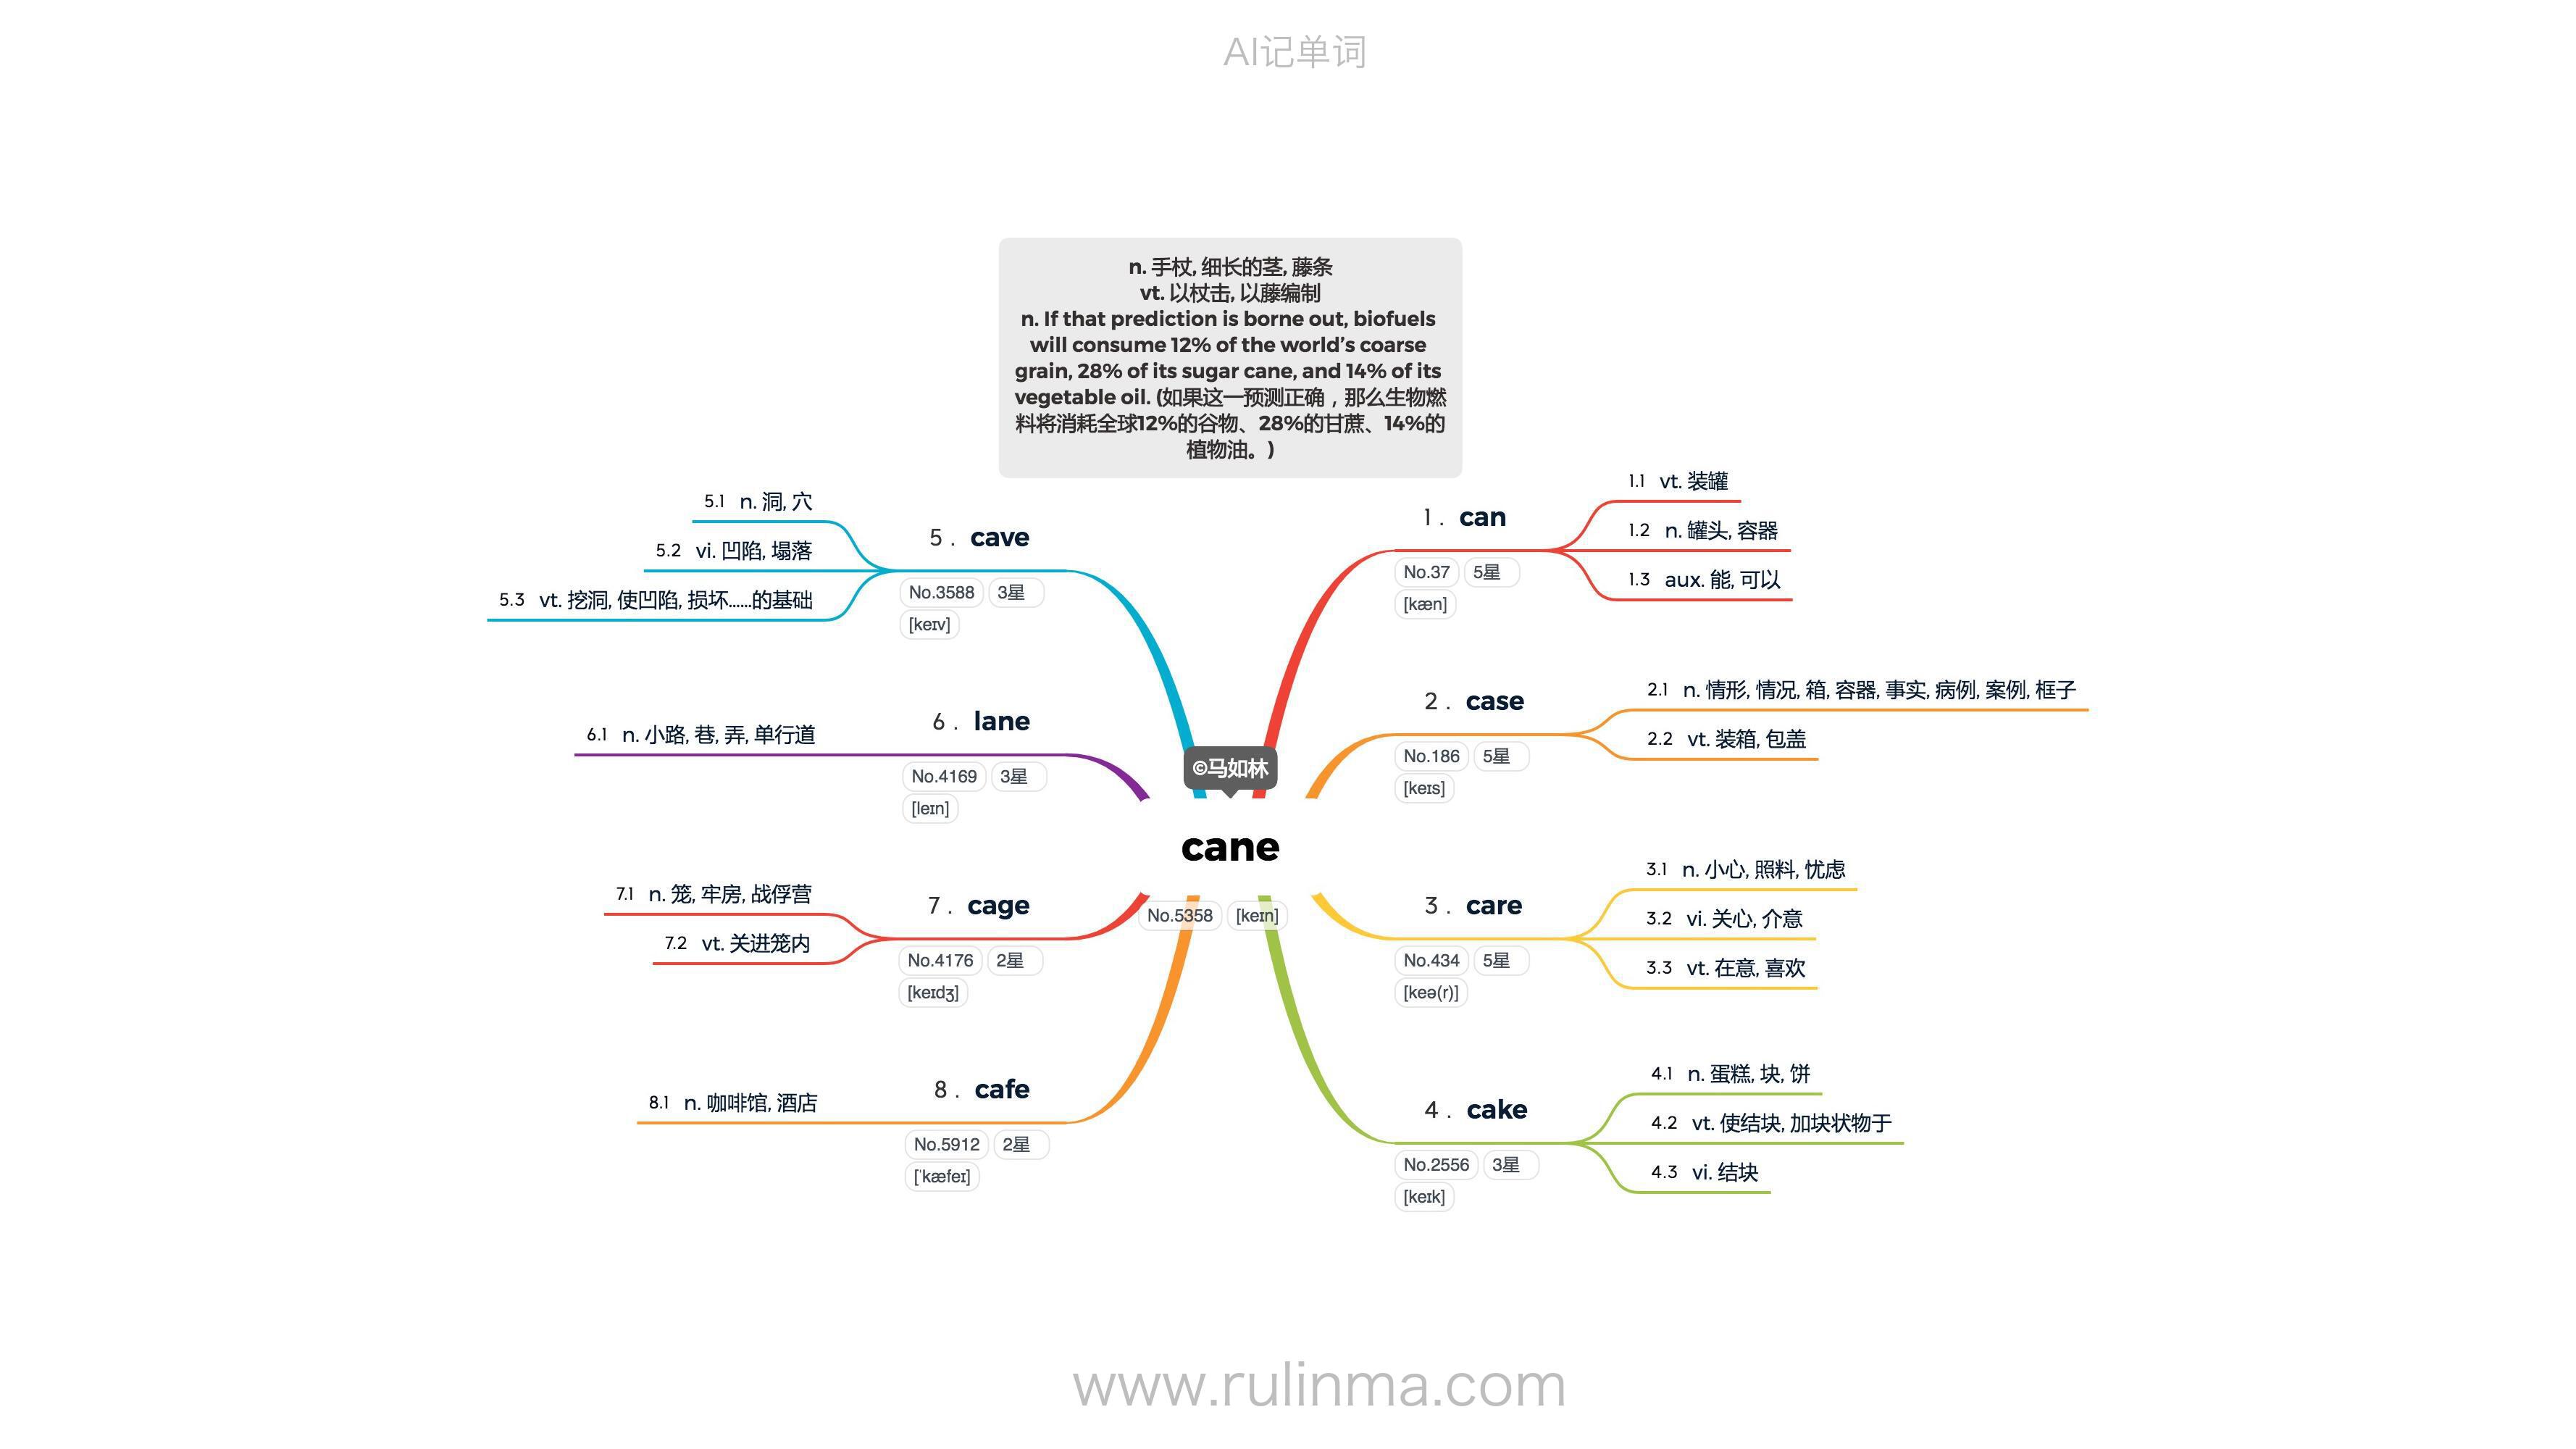 AI记单词
n. 手杖, 细长的茎, 藤条
vt. 以杖击, 以藤编制
n. If that prediction is borne out, biofuels
will consume 12% of the world’s coarse
grain, 28% of its sugar cane, and 14% of its
vegetable oil. (如果这一预测正确，那么生物燃
料将消耗全球12%的谷物、28%的甘蔗、14%的
植物油。)
©马如林
cane
No.5358 [keɪn]
1. can
No.37 5星
[kæn]
1.1 vt. 装罐
1.2 n. 罐头, 容器
1.3 aux. 能, 可以
2. case
No.186 5星
[keɪs]
2.1 n. 情形, 情况, 箱, 容器, 事实, 病例, 案例, 框子
2.2 vt. 装箱, 包盖
3. care
No.434 5星
[keə(r)]
3.1 n. 小心, 照料, 忧虑
3.2 vi. 关心, 介意
3.3 vt. 在意, 喜欢
4. cake
No.2556 3星
[keɪk]
4.1 n. 蛋糕, 块, 饼
4.2 vt. 使结块, 加块状物于
4.3 vi. 结块
5. cave
No.3588 3星
[keɪv]
5.1 n. 洞, 穴
5.2 vi. 凹陷, 塌落
5.3 vt. 挖洞, 使凹陷, 损坏……的基础
6. lane
No.4169 3星
[leɪn]
6.1 n. 小路, 巷, 弄, 单行道
7. cage
No.4176 2星
[keɪdʒ]
7.1 n. 笼, 牢房, 战俘营
7.2 vt. 关进笼内
8. cafe
No.5912 2星
[ˈkæfeɪ]
8.1 n. 咖啡馆, 酒店
www.rulinma.com